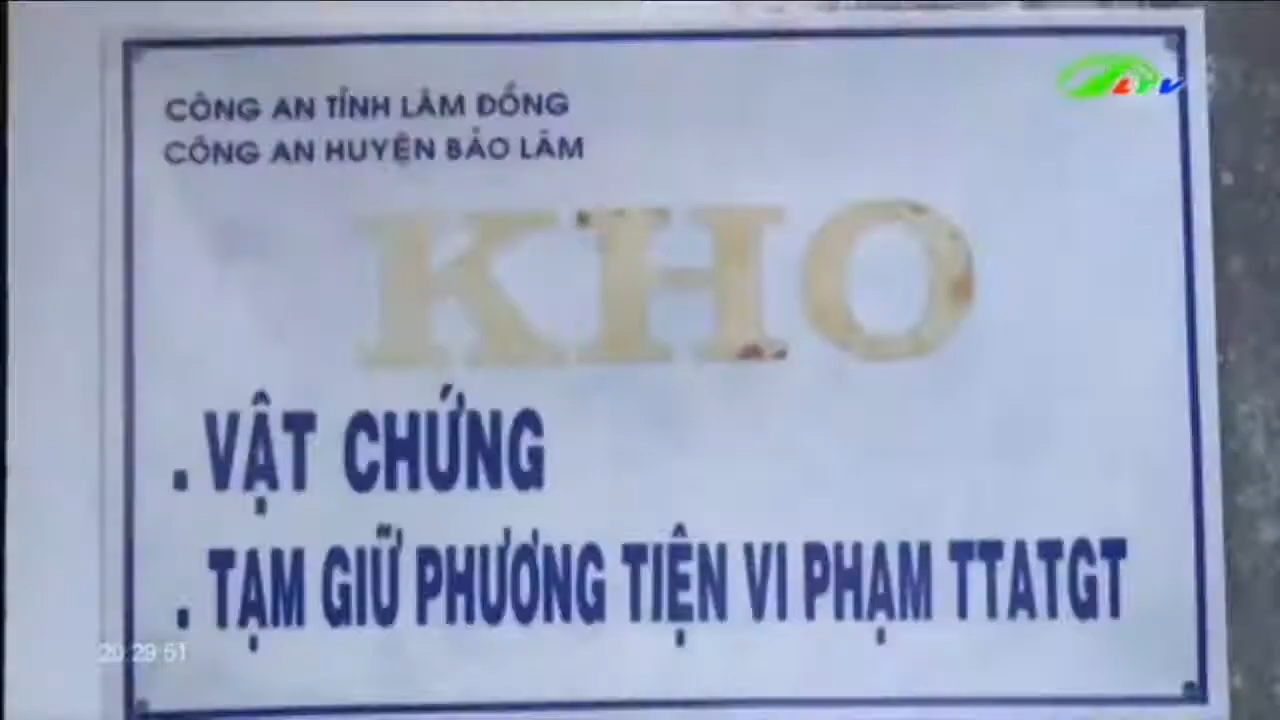 CÔNG AN TỈNH LÂM ĐỒNG
LTV
CÔNG AN HUYỆN BẢO LÂM
KHO
. VẬT CHỨNG
. TẠM GIỮ PHƯƠNG TIỆN VI PHẠM TTATGT
20:29:51